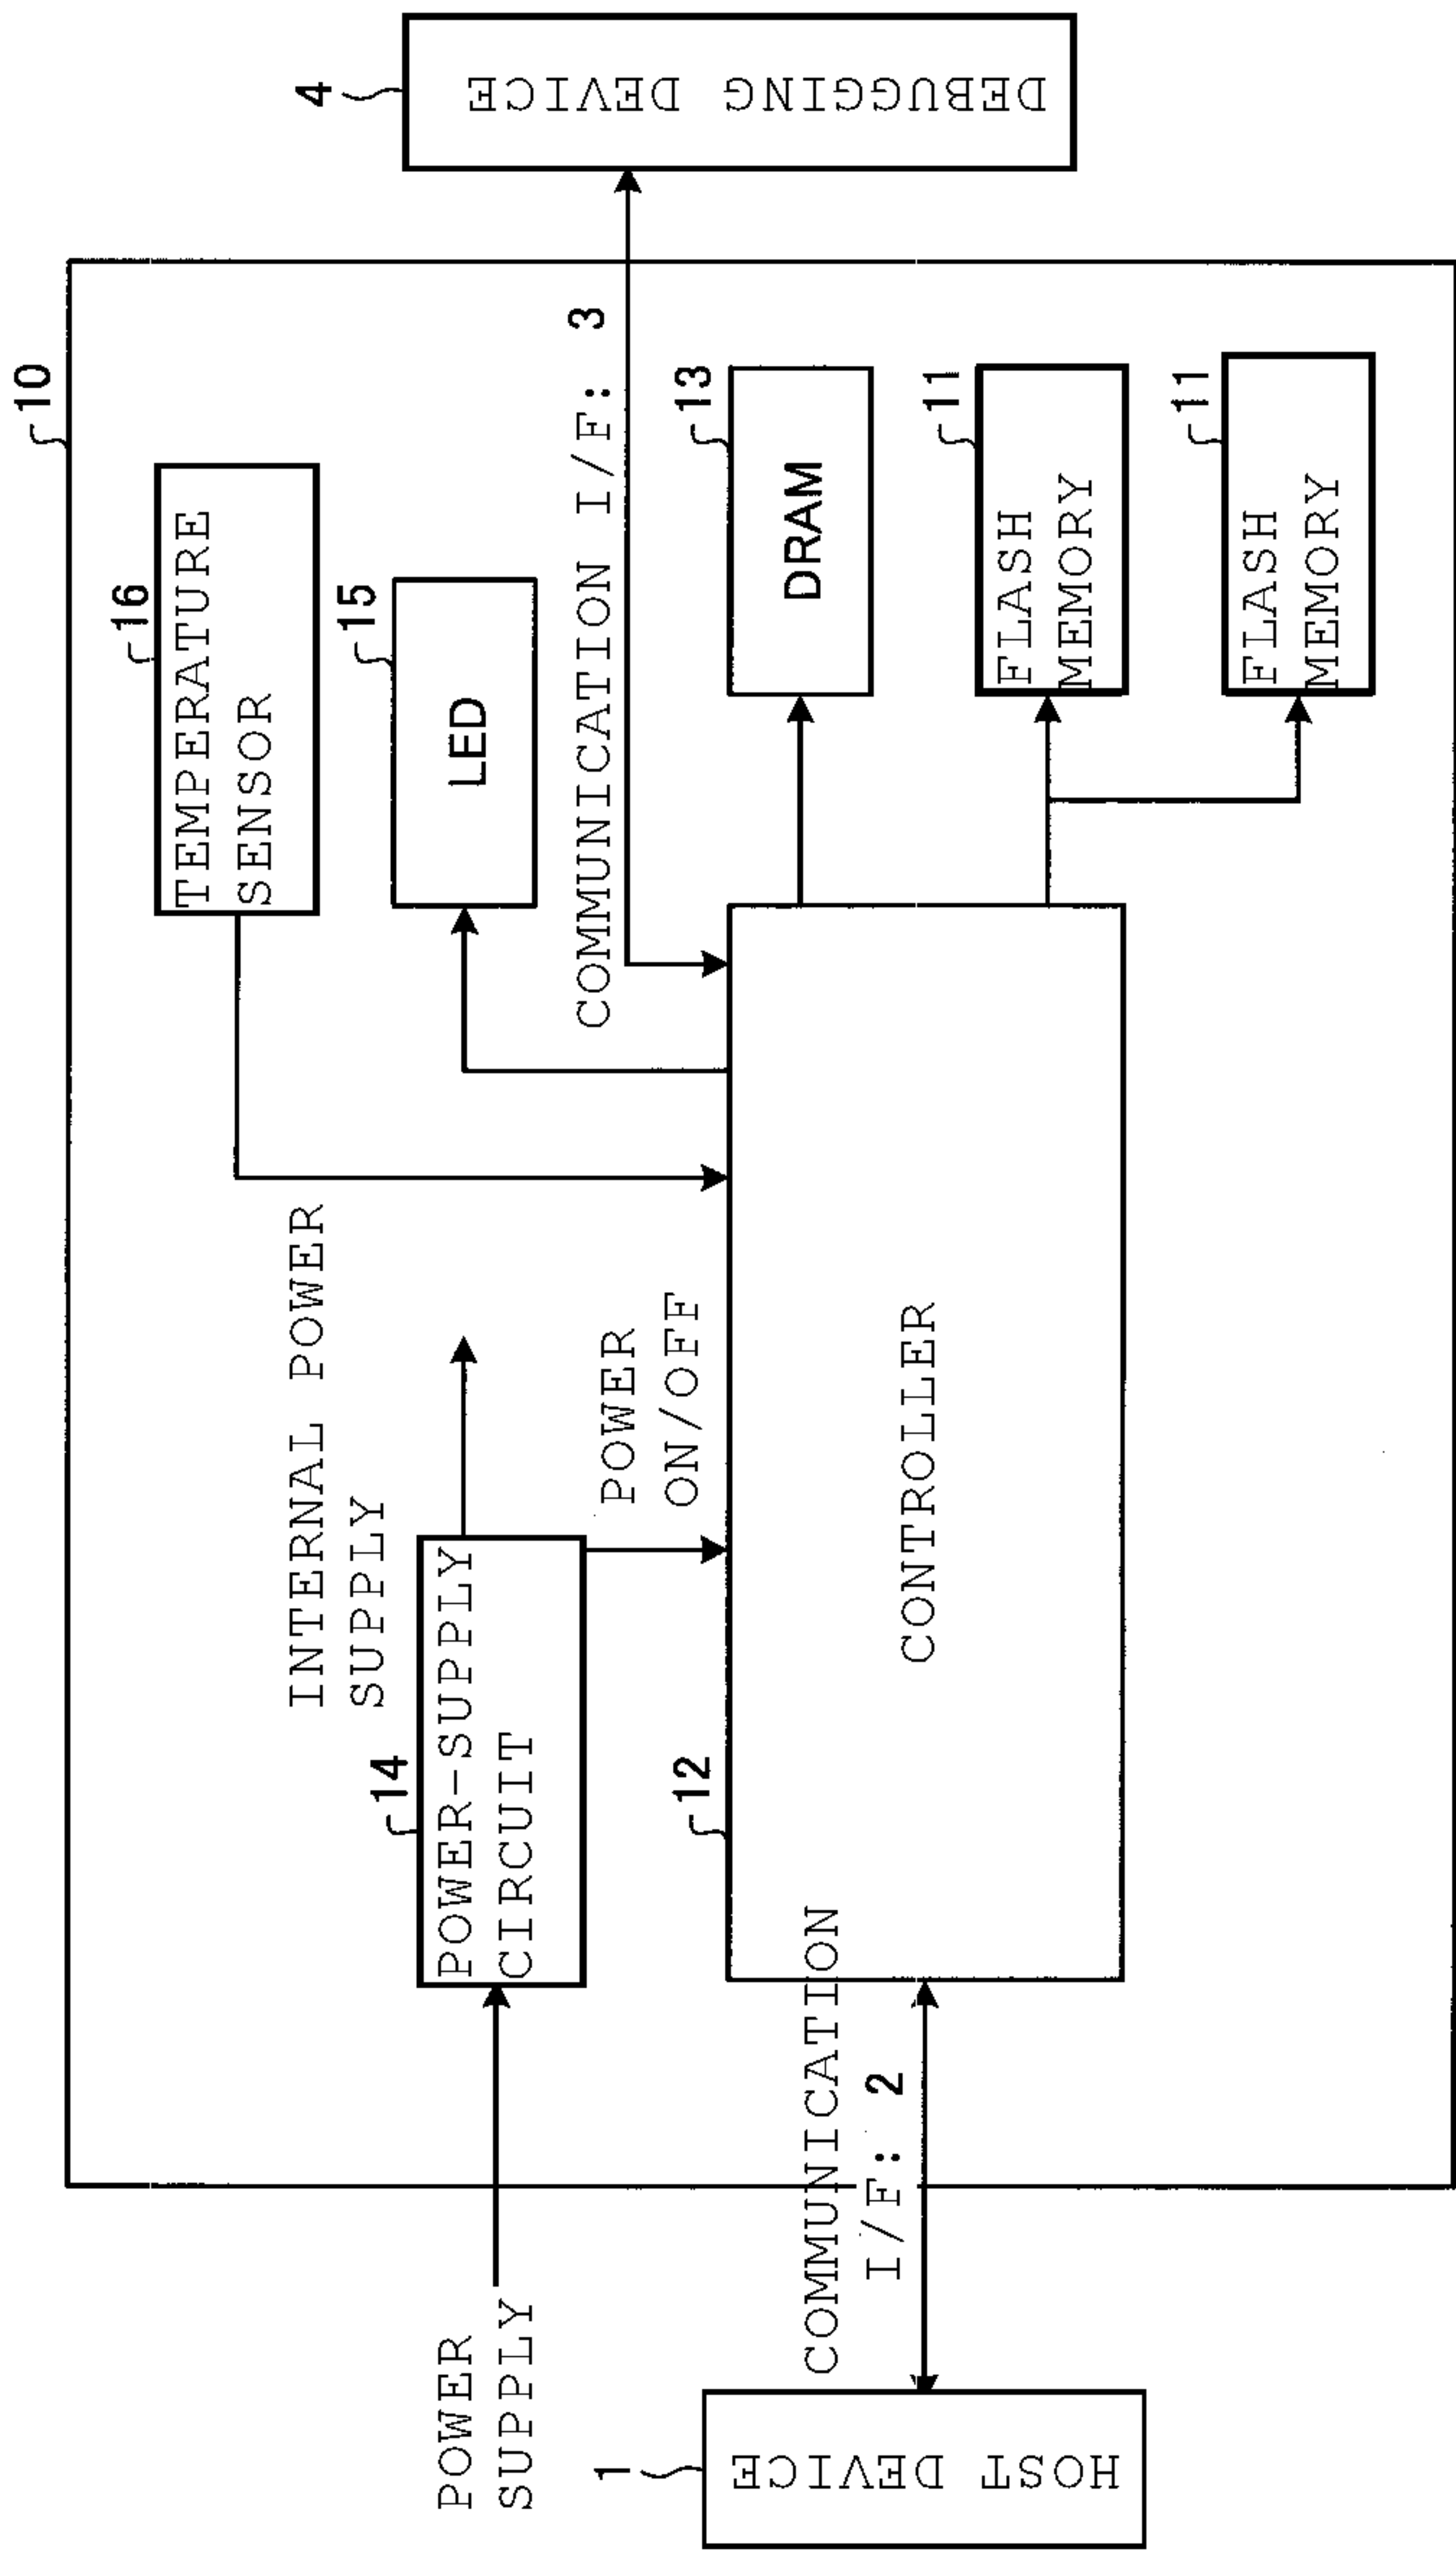 10
16
TEMPERATURE
SENSOR
15
LED
4
DEBUGGING DEVICE
INTERNAL POWER
SUPPLY
14
POWER-SUPPLY
CIRCUIT
POWER
SUPPLY
POWER
ON/OFF
COMMUNICATION I/F: 3
13
DRAM
12
CONTROLLER
COMMUNICATION
I/F: 2
1
HOST DEVICE
11
FLASH
MEMORY
11
FLASH
MEMORY